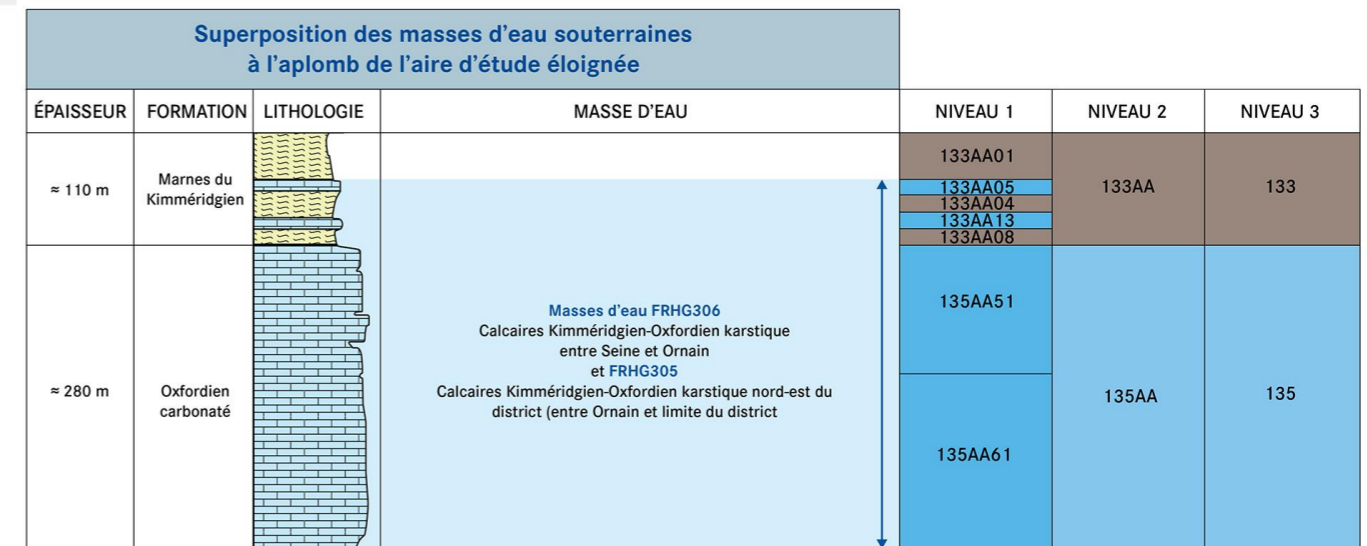 Superposition des masses d'eau souterraines
à l'aplomb de l'aire d'étude éloignée
ÉPAISSEUR FORMATION LITHOLOGIE MASSE D'EAU NIVEAU 1 NIVEAU 2 NIVEAU 3
≈ 110 m
Marnes du
Kimméridgien
133AA01
133AA05
133AA04
133AA13
133AA08
133AA
133
≈ 280 m
Oxfordien
carbonaté
Masses d'eau FRHG306
Calcaires Kimméridgien-Oxfordien karstique
entre Seine et Ornain
et FRHG305
Calcaires Kimméridgien-Oxfordien karstique nord-est du
district (entre Ornain et limite du district
135AA51
135AA61
135AA
135